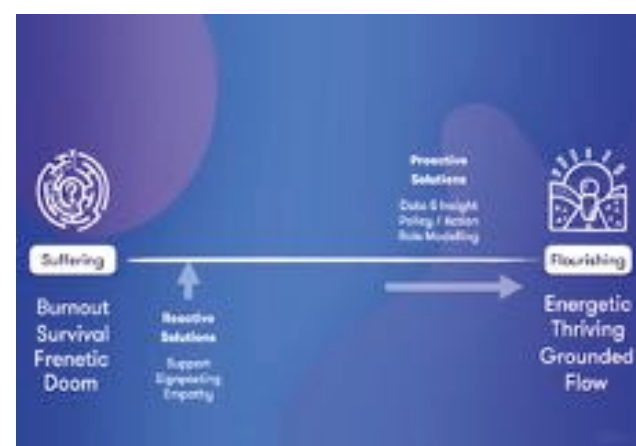 Proactive
Solutions
Data & Insight
Policy / Action
Role Modelling
Suffering
Flourishing
Burnout
Survival
Frenetic
Doom
Reactive
Solutions
Support
Signposting
Empathy
Energetic
Thriving
Grounded
Flow